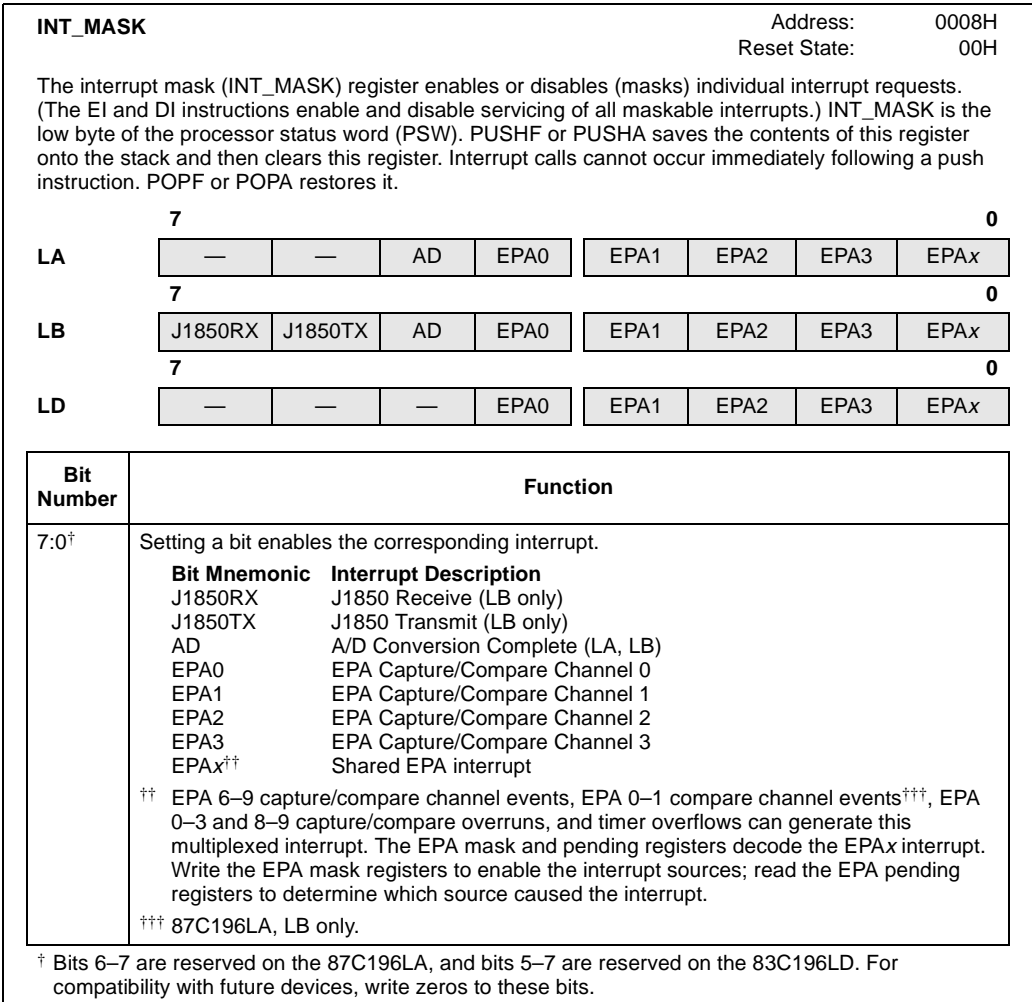 INT_MASK Address: 0008H
Reset State: 00H
The interrupt mask (INT_MASK) register enables or disables (masks) individual interrupt requests.
(The EI and DI instructions enable and disable servicing of all maskable interrupts.) INT_MASK is the
low byte of the processor status word (PSW). PUSHF or PUSHA saves the contents of this register
onto the stack and then clears this register. Interrupt calls cannot occur immediately following a push
instruction. POPF or POPA restores it.
7 0
LA — — AD EPA0 EPA1 EPA2 EPA3 EPAx
7 0
LB J1850RX J1850TX AD EPA0 EPA1 EPA2 EPA3 EPAx
7 0
LD — — — EPA0 EPA1 EPA2 EPA3 EPAx
Bit
Number
Function
7:0† Setting a bit enables the corresponding interrupt.
Bit Mnemonic Interrupt Description
J1850RX J1850 Receive (LB only)
J1850TX J1850 Transmit (LB only)
AD A/D Conversion Complete (LA, LB)
EPA0 EPA Capture/Compare Channel 0
EPA1 EPA Capture/Compare Channel 1
EPA2 EPA Capture/Compare Channel 2
EPA3 EPA Capture/Compare Channel 3
EPAx†† Shared EPA interrupt
†† EPA 6–9 capture/compare channel events, EPA 0–1 compare channel events†††, EPA
0–3 and 8–9 capture/compare overruns, and timer overflows can generate this
multiplexed interrupt. The EPA mask and pending registers decode the EPAx interrupt.
Write the EPA mask registers to enable the interrupt sources; read the EPA pending
registers to determine which source caused the interrupt.
††† 87C196LA, LB only.
† Bits 6–7 are reserved on the 87C196LA, and bits 5–7 are reserved on the 83C196LD. For
compatibility with future devices, write zeros to these bits.